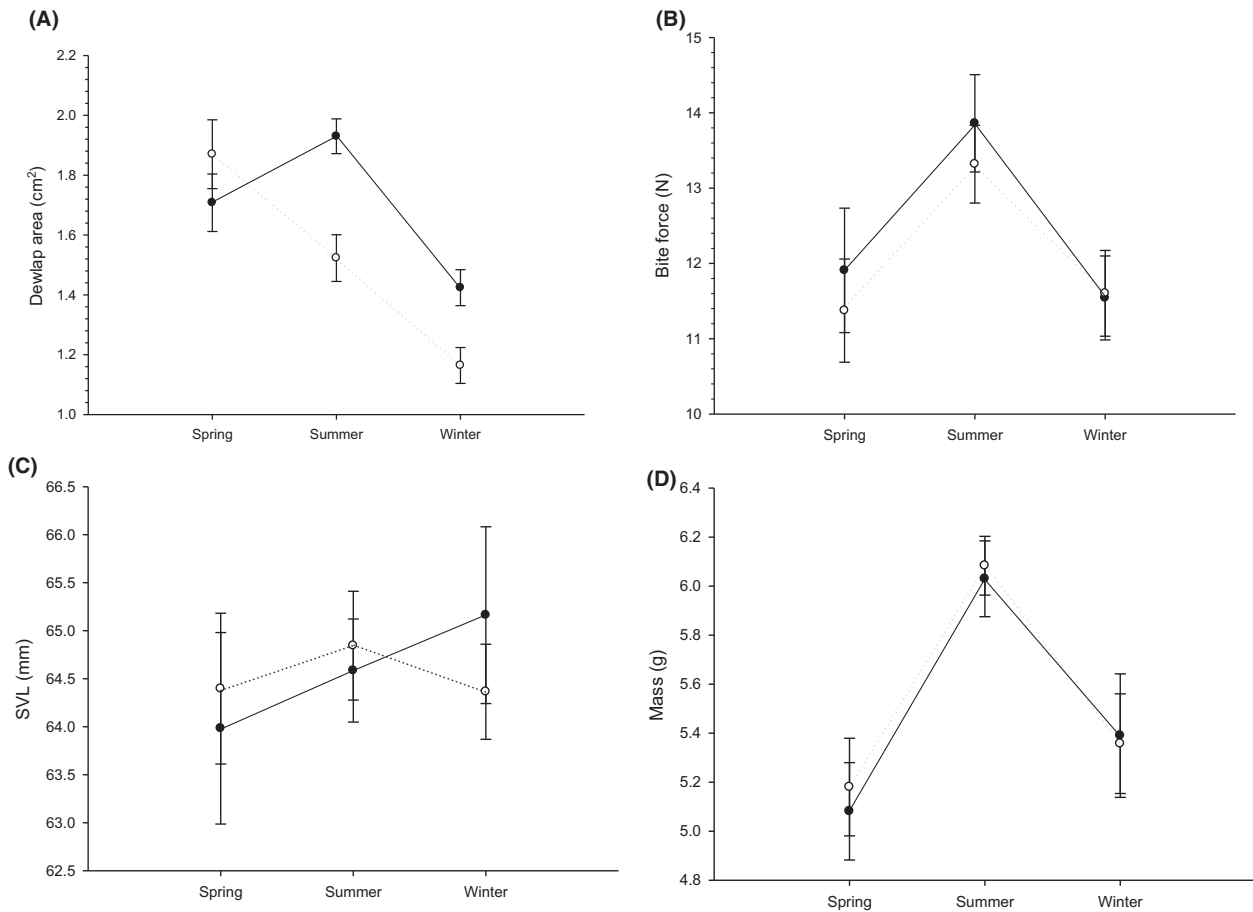 (A)
Dewlap area (cm²)
2.2
2.0
1.8
1.6
1.4
1.2
1.0
Spring Summer Winter
(B)
Bite force (N)
15
14
13
12
11
10
Spring Summer Winter
(C)
SVL (mm)
66.5
66.0
65.5
65.0
64.5
64.0
63.5
63.0
62.5
Spring Summer Winter
(D)
Mass (g)
6.4
6.2
6.0
5.8
5.6
5.4
5.2
5.0
4.8
Spring Summer Winter